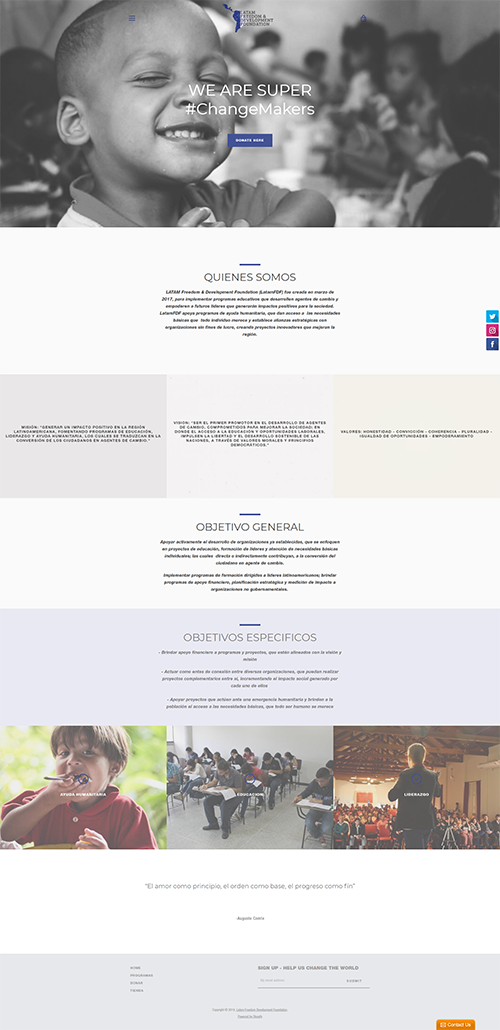 LATAM
FREEDOM &
DEVELOPMENT
FOUNDATION
WE ARE SUPER
#ChangeMakers
DONATE HERE
QUIENES SOMOS
LATAM Freedom & Development Foundation (LatamFDF) fue creada en marzo de
2017, para implementar programas educativos que desarrollen agentes de cambio y
empoderen a futuros líderes que generarán impactos positivos para la sociedad.
LatamFDF apoya programas de ayuda humanitaria, que dan acceso a las necesidades
básicas que todo individuo merece y establece alianzas estratégicas con
organizaciones sin fines de lucro, creando proyectos innovadores que mejoran la
región.
MISIÓN: "GENERAR UN IMPACTO POSITIVO EN LA REGIÓN
LATINOAMERICANA, FOMENTANDO PROGRAMAS DE EDUCACIÓN,
LIDERAZGO Y AYUDA HUMANITARIA, LOS CUALES SE TRADUZCAN EN LA
CONVERSIÓN DE LOS CIUDADANOS EN AGENTES DE CAMBIO."
VISIÓN: "SER EL PRIMER PROMOTOR EN EL DESARROLLO DE AGENTES
DE CAMBIO, COMPROMETIDOS PARA MEJORAR LA SOCIEDAD; EN
DONDE EL ACCESO A LA EDUCACIÓN Y OPORTUNIDADES LABORALES,
IMPULSEN LA LIBERTAD Y EL DESARROLLO SOSTENIBLE DE LAS
NACIONES, A TRAVÉS DE VALORES MORALES Y PRINCIPIOS
DEMOCRÁTICOS."
VALORES: HONESTIDAD - CONVICCIÓN - COHERENCIA - PLURALIDAD -
IGUALDAD DE OPORTUNIDADES - EMPODERAMIENTO
OBJETIVO GENERAL
Apoyar activamente el desarrollo de organizaciones ya establecidas, que se enfoquen
en proyectos de educación, formación de líderes y atención de necesidades básicas
individuales; las cuales directa o indirectamente contribuyan, a la conversión del
ciudadano en agente de cambio.
Implementar programas de formación dirigidos a líderes latinoamericanos; brindar
programas de apoyo financiero, planificación estratégica y medición de impacto a
organizaciones no gubernamentales.
OBJETIVOS ESPECIFICOS
- Brindar apoyo financiero a programas y proyectos, que estén alineados con la visión y
misión
- Actuar como entes de conexión entre diversas organizaciones, que puedan realizar
proyectos complementarios entre sí, incrementando el impacto social generado por
cada uno de ellos
- Apoyar proyectos que actúen ante una emergencia humanitaria y brinden a la
población el acceso a las necesidades básicas, que todo ser humano se merece
AYUDA HUMANITARIA
EDUCACION
LIDERAZGO
"El amor como principio, el orden como base, el progreso como fin"
Auguste Comte
HOME
PROGRAMAS
DONAR
TIENDA
SIGN UP - HELP US CHANGE THE WORLD
SUBMIT
Copyright © 2018, Latam Freedom Development Foundation.
Powered by Shopify
Contact Us